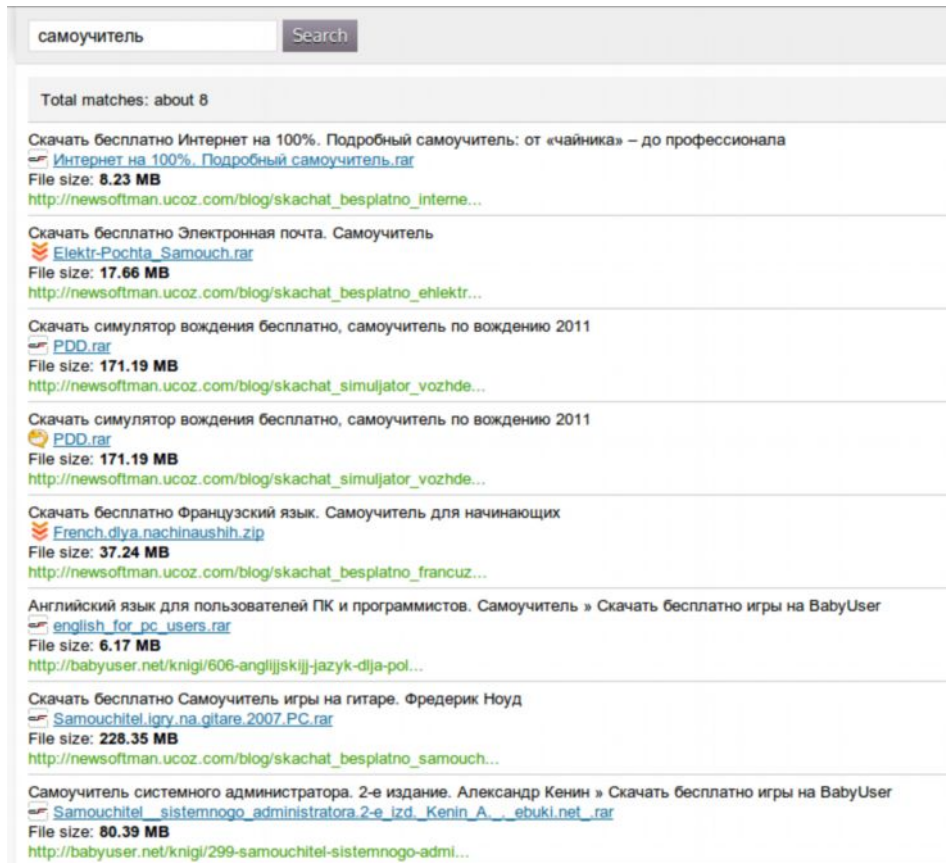 самоучитель Search
Total matches: about 8
Скачать бесплатно Интернет на 100%. Подробный самоучитель: от «чайника» – до профессионала
Интернет на 100%. Подробный самоучитель.rar
File size: 8.23 MB
http://newsoftman.ucoz.com/blog/skachat_besplatno_interne...
Скачать бесплатно Электронная почта. Самоучитель
Elektr-Pochta_Samouch.rar
File size: 17.66 MB
http://newsoftman.ucoz.com/blog/skachat_besplatno_ehlektr...
Скачать симулятор вождения бесплатно, самоучитель по вождению 2011
PDD.rar
File size: 171.19 MB
http://newsoftman.ucoz.com/blog/skachat_simuljator_vozhde...
Скачать симулятор вождения бесплатно, самоучитель по вождению 2011
PDD.rar
File size: 171.19 MB
http://newsoftman.ucoz.com/blog/skachat_simuljator_vozhde...
Скачать бесплатно Французский язык. Самоучитель для начинающих
French.dlya.nachinaushih.zip
File size: 37.24 MB
http://newsoftman.ucoz.com/blog/skachat_besplatno_francuz...
Английский язык для пользователей ПК и программистов. Самоучитель » Скачать бесплатно игры на BabyUser
english_for_pc_users.rar
File size: 6.17 MB
http://babyuser.net/knigi/606-anglijjskijj-jazyk-dlja-pol...
Скачать бесплатно Самоучитель игры на гитаре. Фредерик Ноуд
Samouchitel.igry.na.gitare.2007.PC.rar
File size: 228.35 MB
http://newsoftman.ucoz.com/blog/skachat_besplatno_samouch...
Самоучитель системного администратора. 2-е издание. Александр Кенин » Скачать бесплатно игры на BabyUser
Samouchitel__sistemnogo_administratora.2-e_izd._Kenin_A._._ebuki.net_.rar
File size: 80.39 MB
http://babyuser.net/knigi/299-samouchitel-sistemnogo-admi...